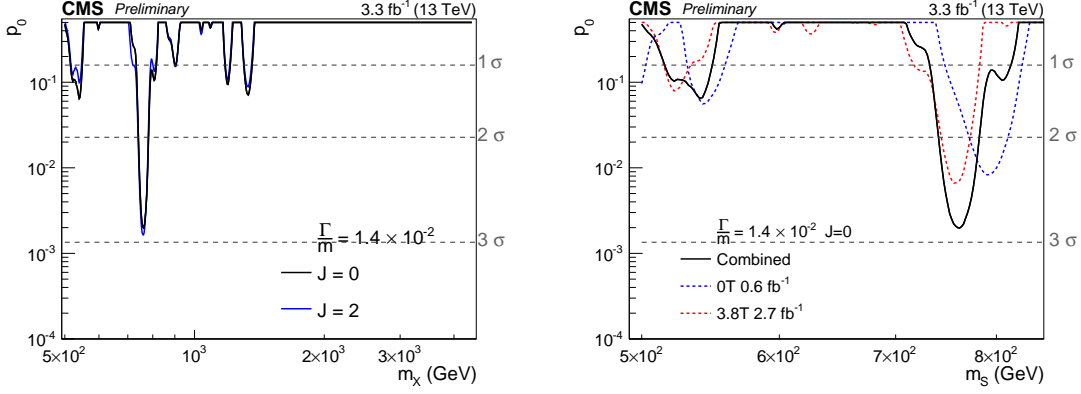 CMS Preliminary 3.3 fb⁻¹ (13 TeV)
p₀
10⁻¹
10⁻²
10⁻³
10⁻⁴
1 σ
2 σ
3 σ
Γ/m = 1.4 × 10⁻²
J = 0
J = 2
5×10² 10³ 2×10² 3×10³
m_X (GeV)
CMS Preliminary 3.3 fb⁻¹ (13 TeV)
p₀
10⁻¹
10⁻²
10⁻³
10⁻⁴
1 σ
2 σ
3 σ
Γ/m = 1.4 × 10⁻² J=0
Combined
0T 0.6 fb⁻¹
3.8T 2.7 fb⁻¹
5×10² 6×10² 7×10² 8×10²
m_S (GeV)